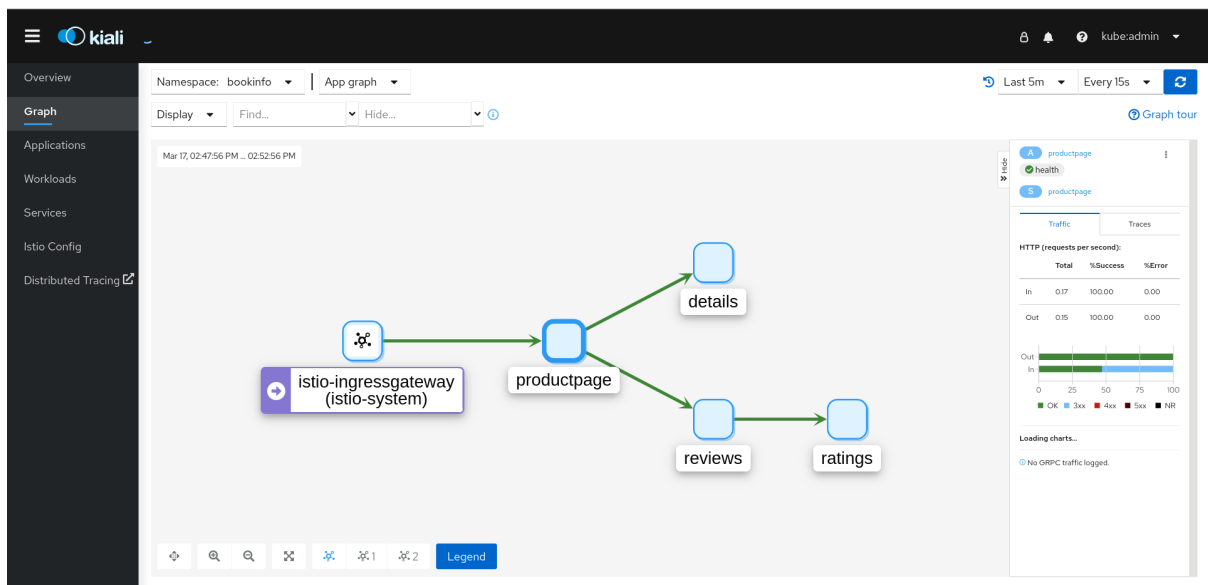 kiali
kube:admin
Overview
Graph
Applications
Workloads
Services
Istio Config
Distributed Tracing
Namespace: bookinfo
App graph
Last 5m
Every 15s
Display
Find...
Hide...
Graph tour
Mar 17, 02:47:56 PM ... 02:52:56 PM
Hide
details
istio-ingressgateway
(istio-system)
productpage
reviews
ratings
1
2
Legend
A productpage
health
S productpage
Traffic Traces
HTTP (requests per second):
Total %Success %Error
In 0.17 100.00 0.00
Out 0.15 100.00 0.00
Out
In
0 25 50 75 100
OK 3xx 4xx 5xx NR
Loading charts...
No GRPC traffic logged.